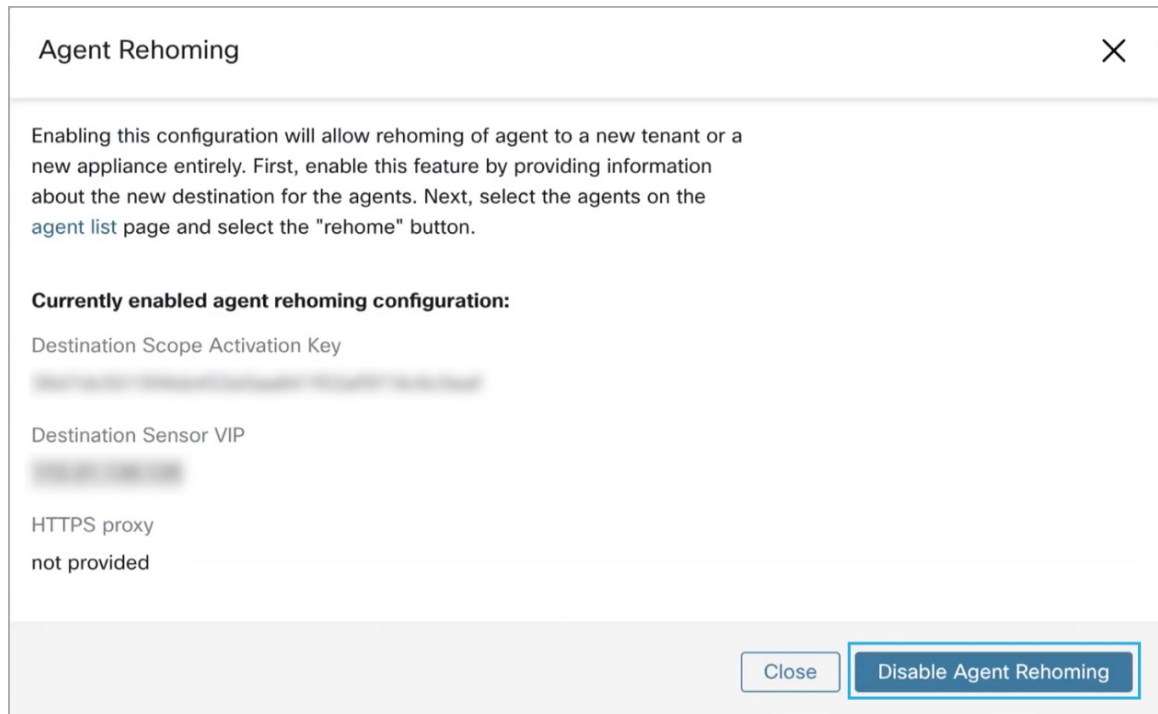 Agent Rehoming
Enabling this configuration will allow rehoming of agent to a new tenant or a
new appliance entirely. First, enable this feature by providing information
about the new destination for the agents. Next, select the agents on the
agent list page and select the "rehome" button.
Currently enabled agent rehoming configuration:
Destination Scope Activation Key
Destination Sensor VIP
HTTPS proxy
not provided
Close
Disable Agent Rehoming